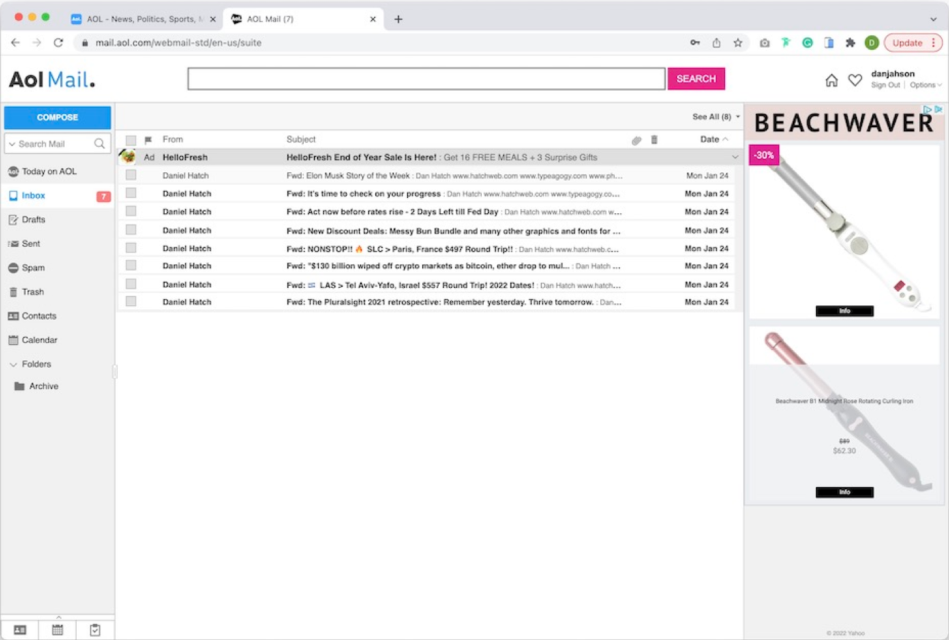 AOL - News, Politics, Sports,
AOL Mail (7)
mail.aol.com/webmail-std/en-us/suite
D
Update
Aol Mail.
SEARCH
danjahson
Sign Out | Options
COMPOSE
Search Mail
Today on AOL
Inbox 7
Drafts
Sent
Spam
Trash
Contacts
Calendar
Folders
Archive
See All (8)
From Subject Date
Ad HelloFresh HelloFresh End of Year Sale Is Here! : Get 16 FREE MEALS + 3 Surprise Gifts
Daniel Hatch Fwd: Elon Musk Story of the Week : Dan Hatch www.hatchweb.com www.typeagogy.com www.ph... Mon Jan 24
Daniel Hatch Fwd: It's time to check on your progress : Dan Hatch www.hatchweb.com www.typeagogy.co... Mon Jan 24
Daniel Hatch Fwd: Act now before rates rise - 2 Days Left till Fed Day : Dan Hatch www.hatchweb.com w... Mon Jan 24
Daniel Hatch Fwd: New Discount Deals: Messy Bun Bundle and many other graphics and fonts for ... Mon Jan 24
Daniel Hatch Fwd: NONSTOP!! 🔥 SLC > Paris, France $497 Round Trip!! : Dan Hatch www.hatchweb.c... Mon Jan 24
Daniel Hatch Fwd: "$130 billion wiped off crypto markets as bitcoin, ether drop to mul... : Dan Hatch ... Mon Jan 24
Daniel Hatch Fwd: 🇮🇱 LAS > Tel Aviv-Yafo, Israel $557 Round Trip! 2022 Dates! : Dan Hatch www.hatch... Mon Jan 24
Daniel Hatch Fwd: The Pluralsight 2021 retrospective: Remember yesterday. Thrive tomorrow. : Dan... Mon Jan 24
BEACHWAVER
-30%
Info
Beachwaver B1 Midnight Rose Rotating Curling Iron
$89
$62.30
Info
© 2022 Yahoo